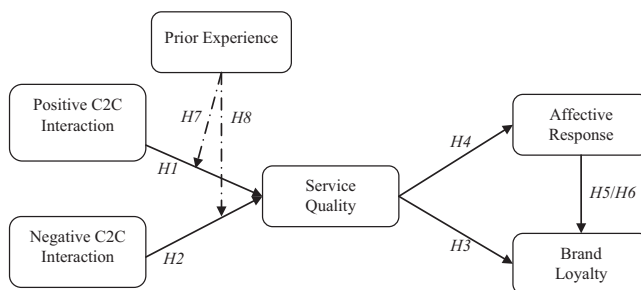 Prior Experience
Positive C2C
Interaction
H7
H8
H1
Affective
Response
H4
Service
Quality
H5/H6
Negative C2C
Interaction
H2
H3
Brand
Loyalty